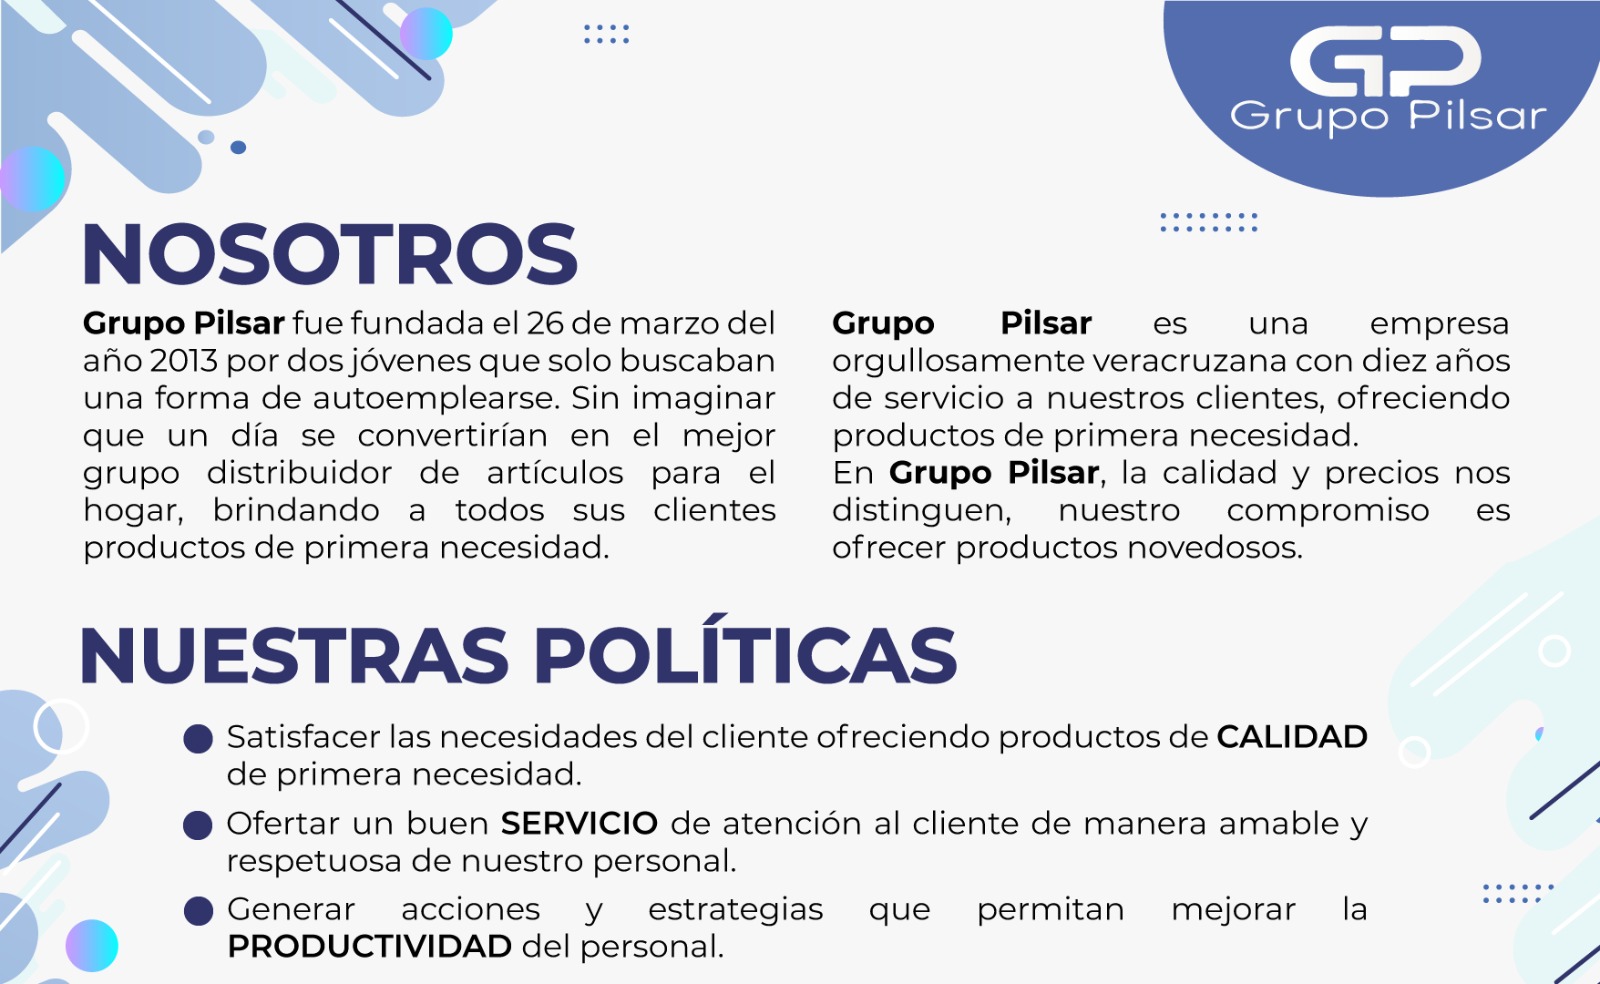 GP
Grupo Pilsar
NOSOTROS
Grupo Pilsar fue fundada el 26 de marzo del
año 2013 por dos jóvenes que solo buscaban
una forma de autoemplearse. Sin imaginar
que un día se convertirían en el mejor
grupo distribuidor de artículos para el
hogar, brindando a todos sus clientes
productos de primera necesidad.
Grupo Pilsar es una empresa
orgullosamente veracruzana con diez años
de servicio a nuestros clientes, ofreciendo
productos de primera necesidad.
En Grupo Pilsar, la calidad y precios nos
distinguen, nuestro compromiso es
ofrecer productos novedosos.
NUESTRAS POLÍTICAS
Satisfacer las necesidades del cliente ofreciendo productos de CALIDAD
de primera necesidad.
Ofertar un buen SERVICIO de atención al cliente de manera amable y
respetuosa de nuestro personal.
Generar acciones y estrategias que permitan mejorar la
PRODUCTIVIDAD del personal.